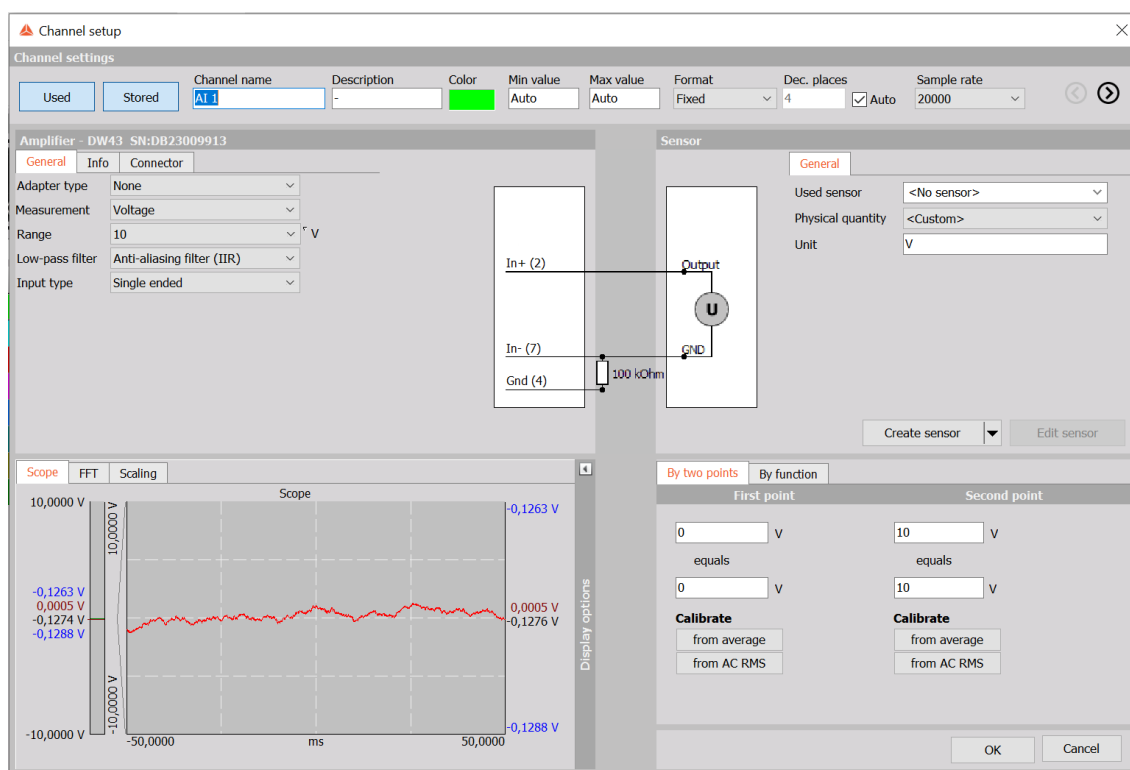 Channel setup
Channel settings
Used
Stored
Channel name
AI 1
Description
-
Color
Min value
Auto
Max value
Auto
Format
Fixed
Dec. places
4
Auto
Sample rate
20000
Amplifier - DW43 SN:DB23009913
General Info Connector
Adapter type None
Measurement Voltage
Range 10 V
Low-pass filter Anti-aliasing filter (IIR)
Input type Single ended
In+ (2)
In- (7)
Gnd (4)
100 kOhm
Sensor
Output
U
GND
General
Used sensor <No sensor>
Physical quantity <Custom>
Unit V
Create sensor
Edit sensor
Scope FFT Scaling
Scope
10,0000 V
10,0000 V
-0,1263 V
-0,1263 V
0,0005 V
-0,1274 V
-0,1288 V
0,0005 V
-0,1276 V
-10,0000 V
-0,1288 V
-10,0000 V
-50,0000 ms 50,0000
Display options
By two points By function
First point Second point
0 V 10 V
equals equals
0 V 10 V
Calibrate Calibrate
from average from average
from AC RMS from AC RMS
OK Cancel